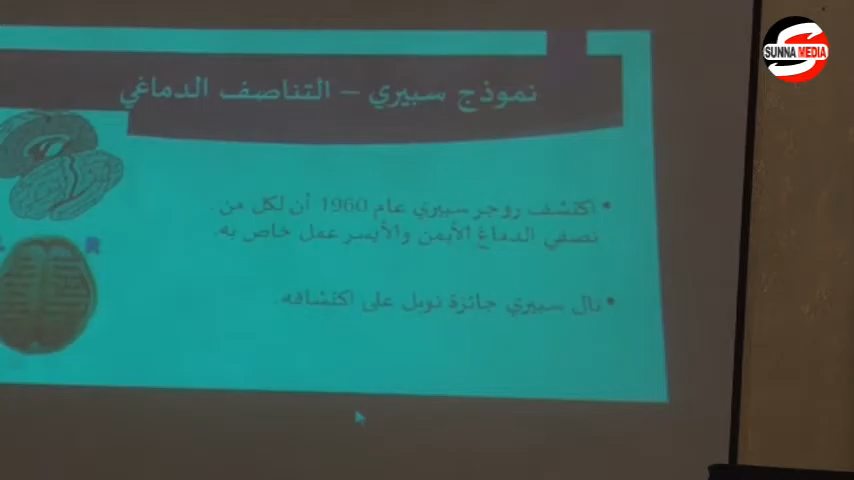 SUNNA MEDIA
نموذج سبيري – التناصف الدماغي
• اكتشف روجر سبيري عام 1960 أن لكل من
نصفي الدماغ الأيمن والأيسر عمل خاص به.
• نال سبيري جائزة نوبل على اكتشافه.
R